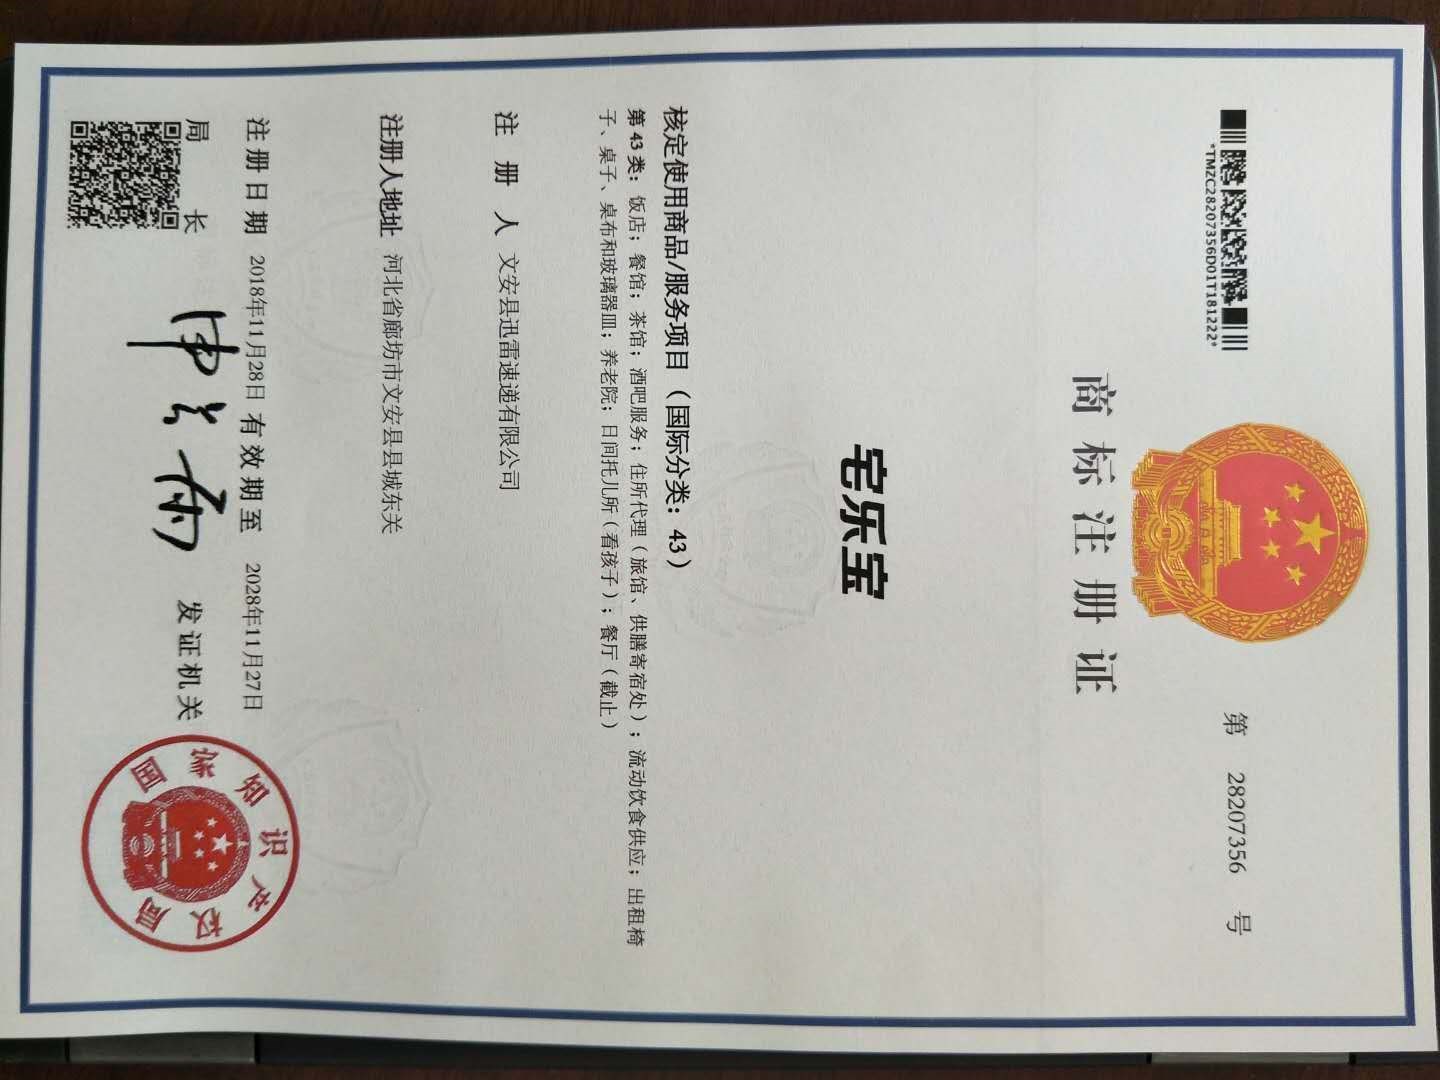 *TMZC28207356D01T181222*
第 28207356 号
商标注册证
宅乐宝
核定使用商品/服务项目（国际分类：43）
第43类：饭店；餐馆；茶馆；酒吧服务；住所代理（旅馆、供膳寄宿处）；流动饮食供应；出租椅
子、桌子、桌布和玻璃器皿；养老院；日间托儿所（看孩子）；餐厅（截止）
注册人 文安县迅雷速递有限公司
注册人地址 河北省廊坊市文安县县城东关
注册日期 2018年11月28日 有效期至 2028年11月27日
局长 申长雨 发证机关
国家知识产权局